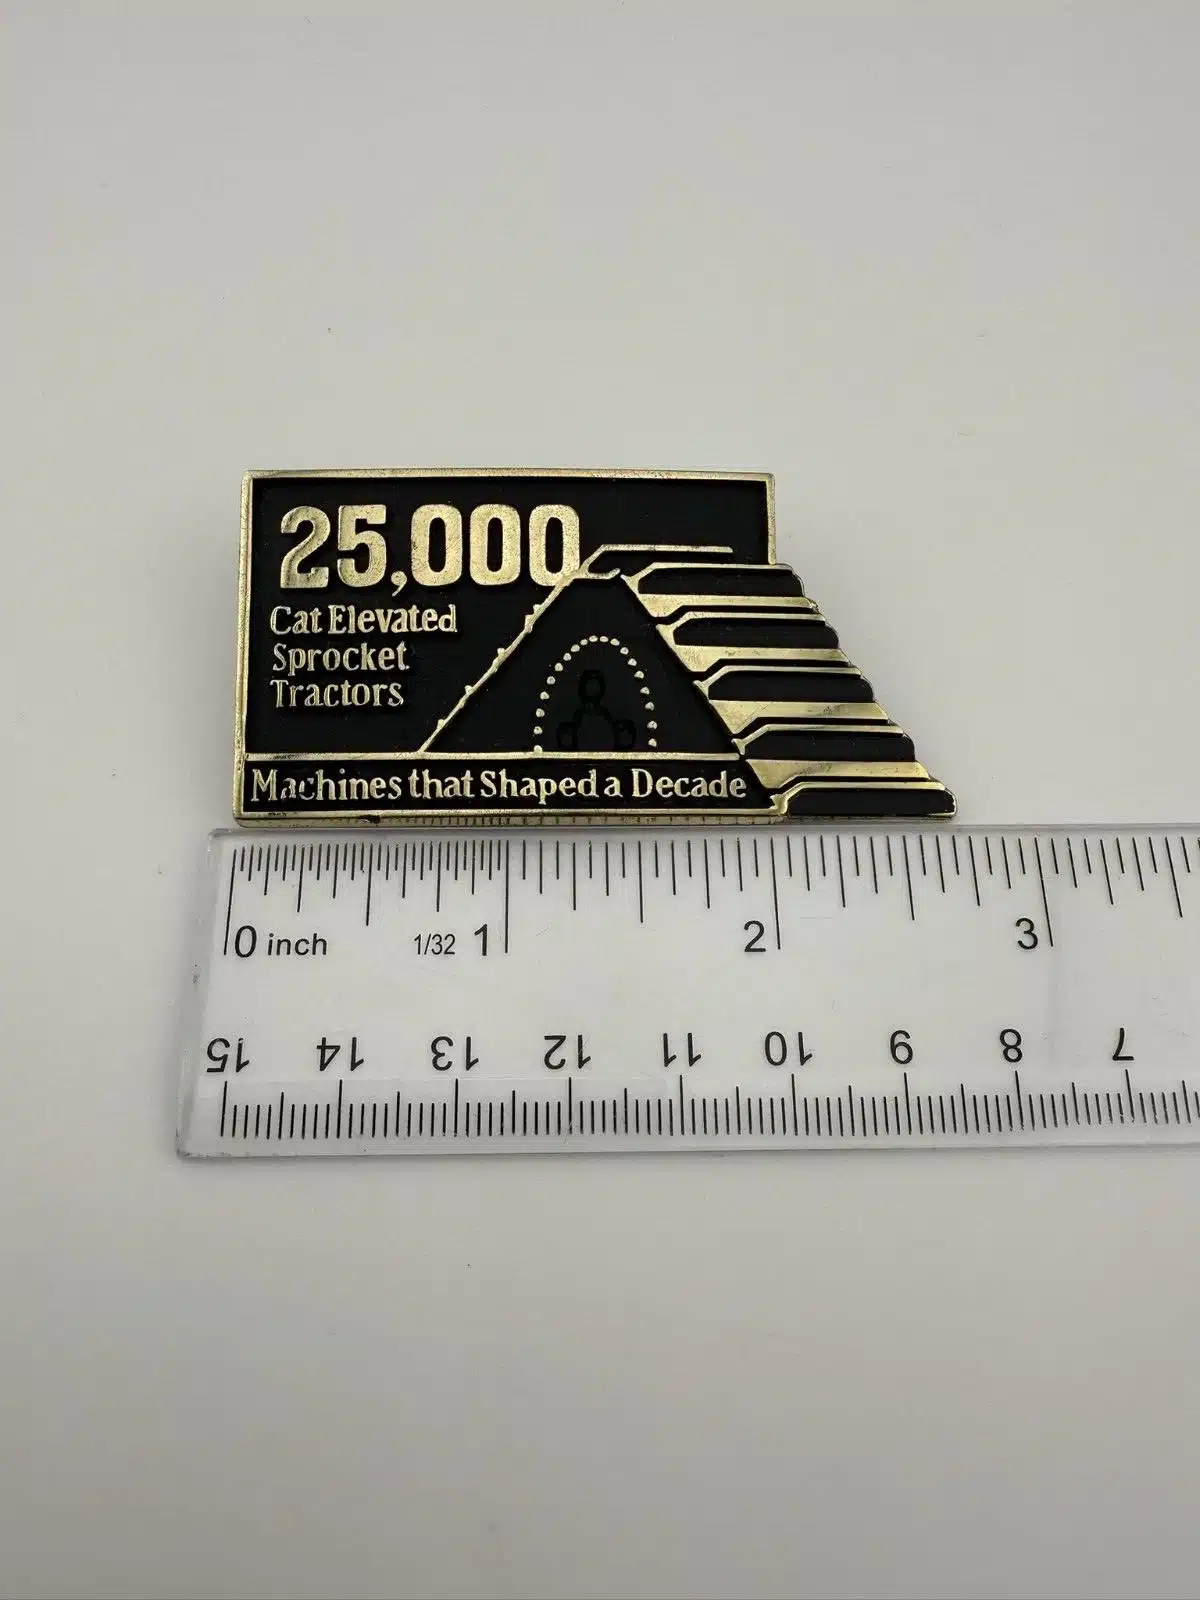 25,000
Cat Elevated
Sprocket
Tractors
Machines that Shaped a Decade
0 inch 1/32 1 2 3
15 14 13 12 11 10 9 8 7